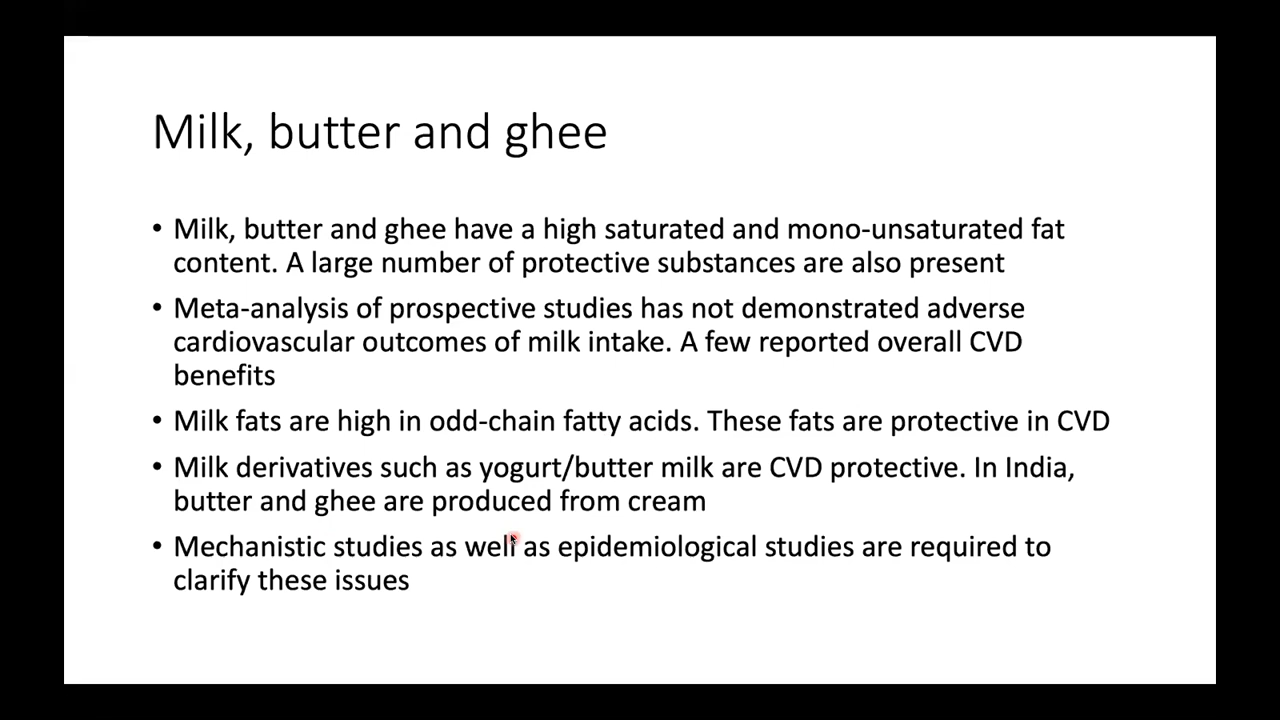 Milk, butter and ghee
• Milk, butter and ghee have a high saturated and mono-unsaturated fat
content. A large number of protective substances are also present
• Meta-analysis of prospective studies has not demonstrated adverse
cardiovascular outcomes of milk intake. A few reported overall CVD
benefits
• Milk fats are high in odd-chain fatty acids. These fats are protective in CVD
• Milk derivatives such as yogurt/butter milk are CVD protective. In India,
butter and ghee are produced from cream
• Mechanistic studies as well as epidemiological studies are required to
clarify these issues